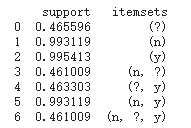 support itemsets
0 0.465596 (?)
1 0.993119 (n)
2 0.995413 (y)
3 0.461009 (n, ?)
4 0.463303 (?, y)
5 0.993119 (n, y)
6 0.461009 (n, ?, y)